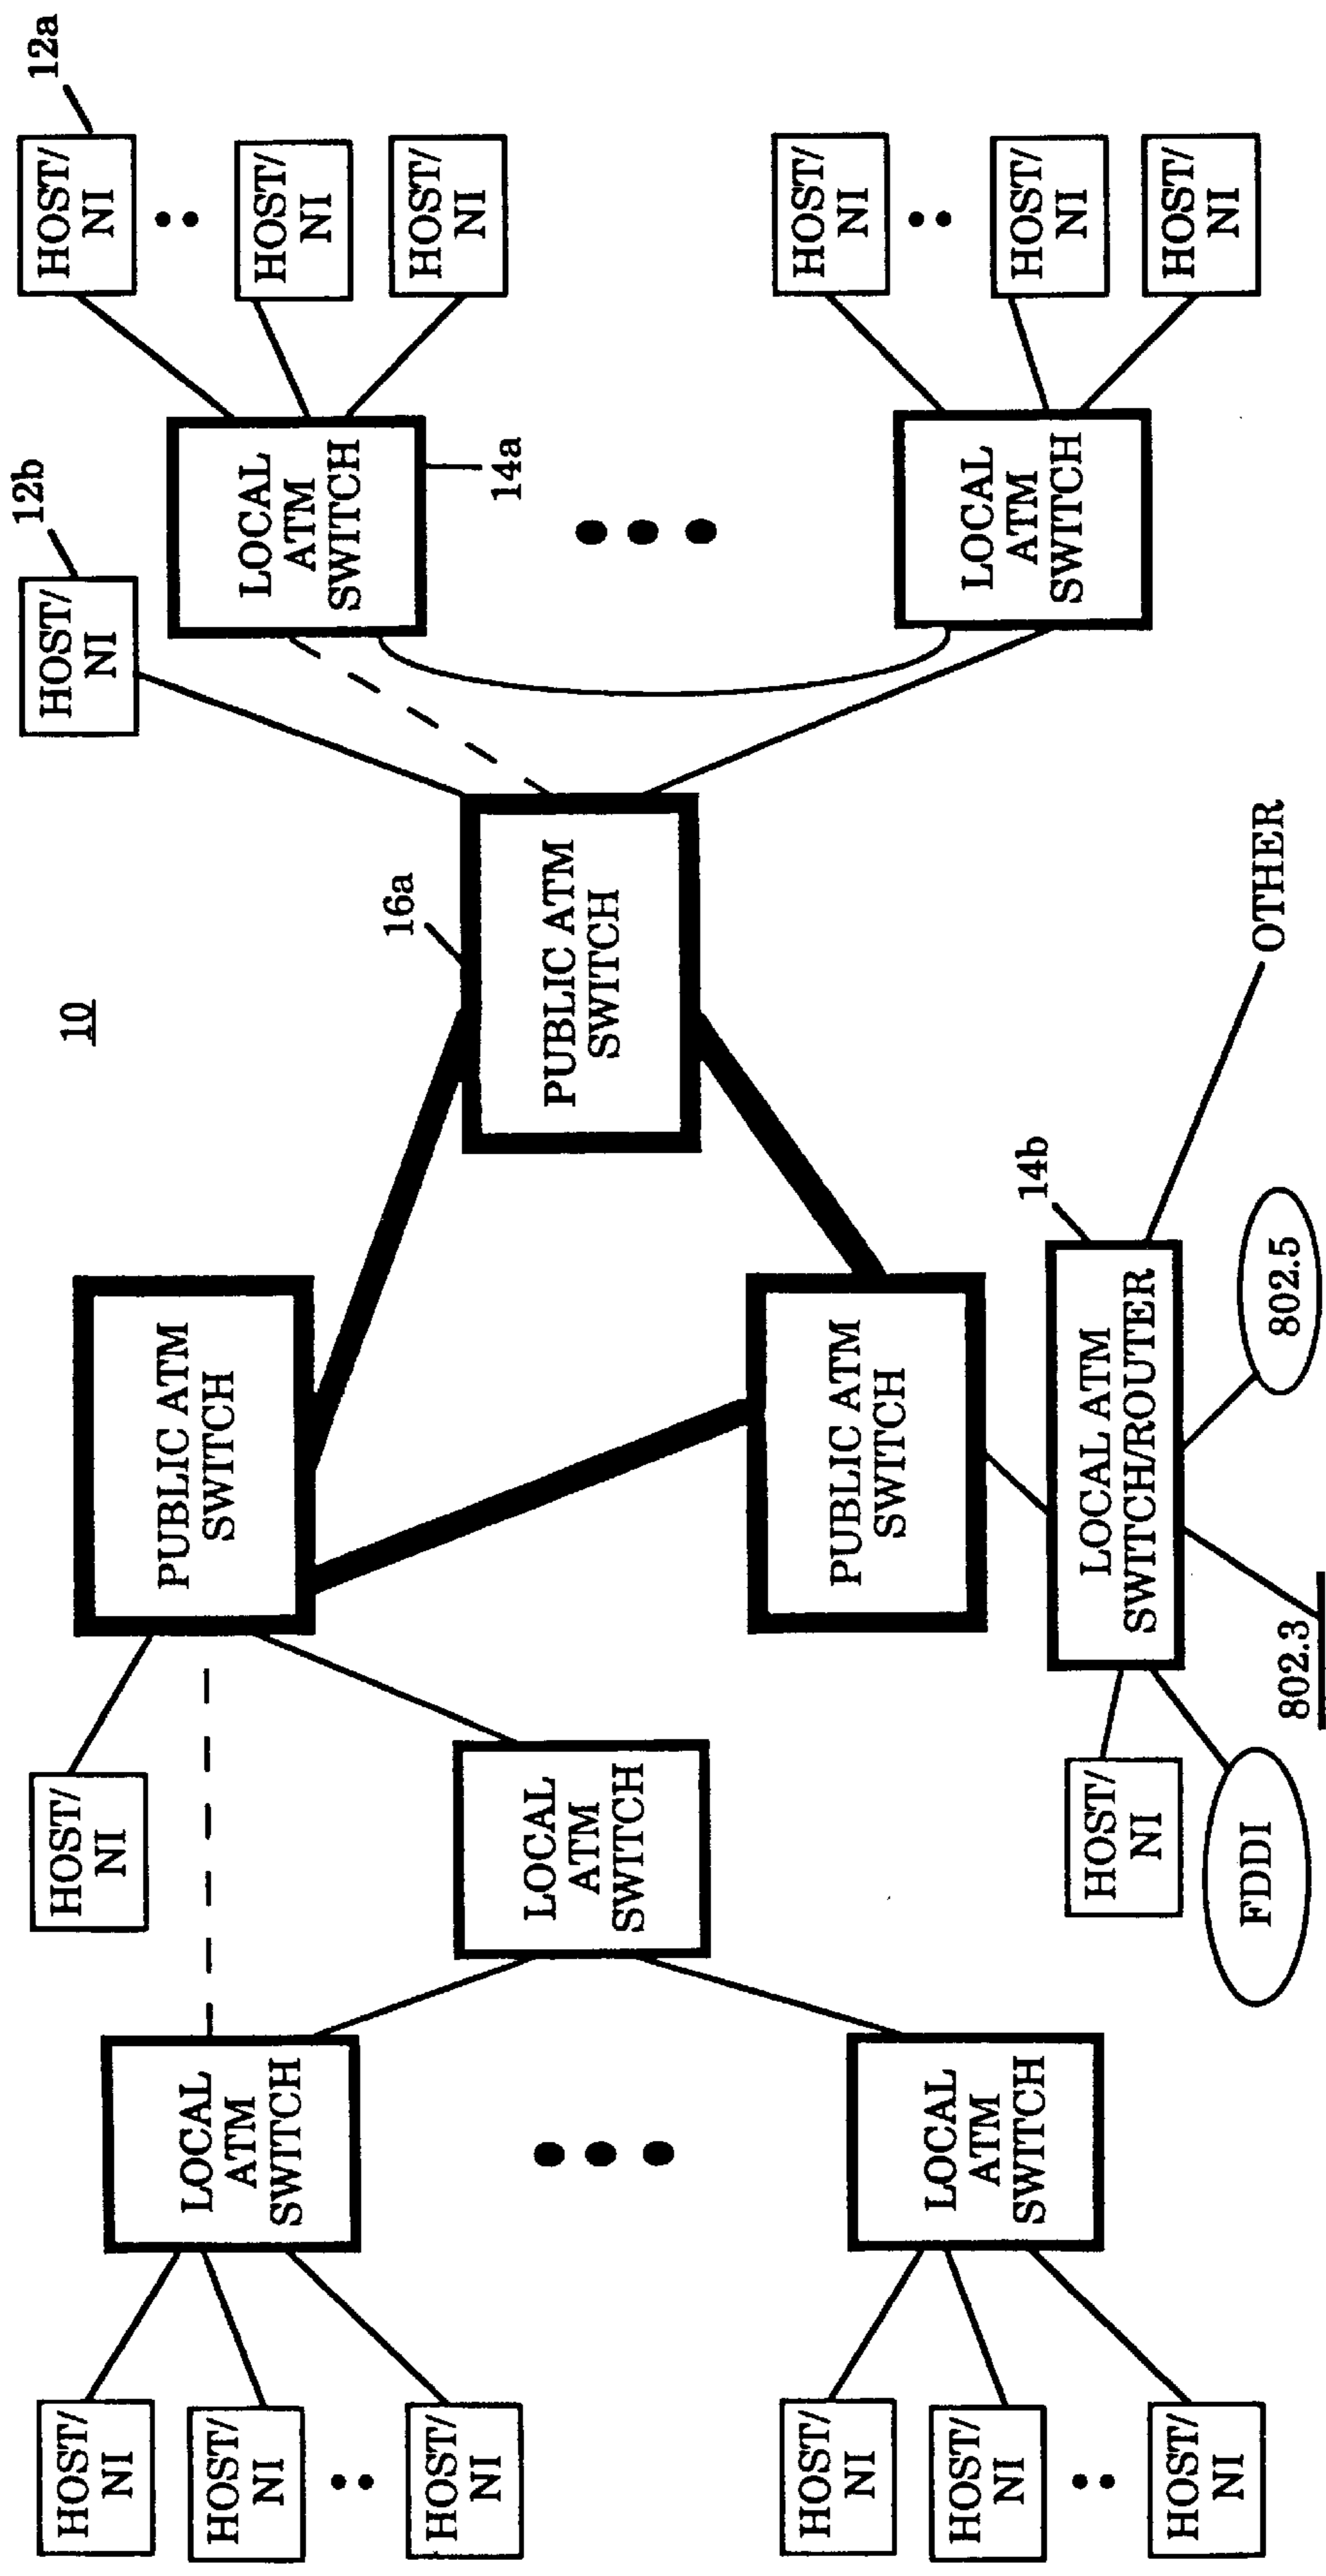 HOST/
NI
HOST/
NI
10
12b
HOST/
NI
12a
HOST/
NI
HOST/
NI
LOCAL
ATM
SWITCH
PUBLIC ATM
SWITCH
LOCAL
ATM
SWITCH
HOST/
NI
HOST/
NI
LOCAL
ATM
SWITCH
16a
PUBLIC ATM
SWITCH
14a
HOST/
NI
HOST/
NI
LOCAL
ATM
SWITCH
PUBLIC ATM
SWITCH
LOCAL
ATM
SWITCH
HOST/
NI
HOST/
NI
HOST/
NI
HOST/
NI
HOST/
NI
LOCAL ATM
SWITCH/ROUTER
14b
HOST/
NI
FDDI
802.3
802.5
OTHER